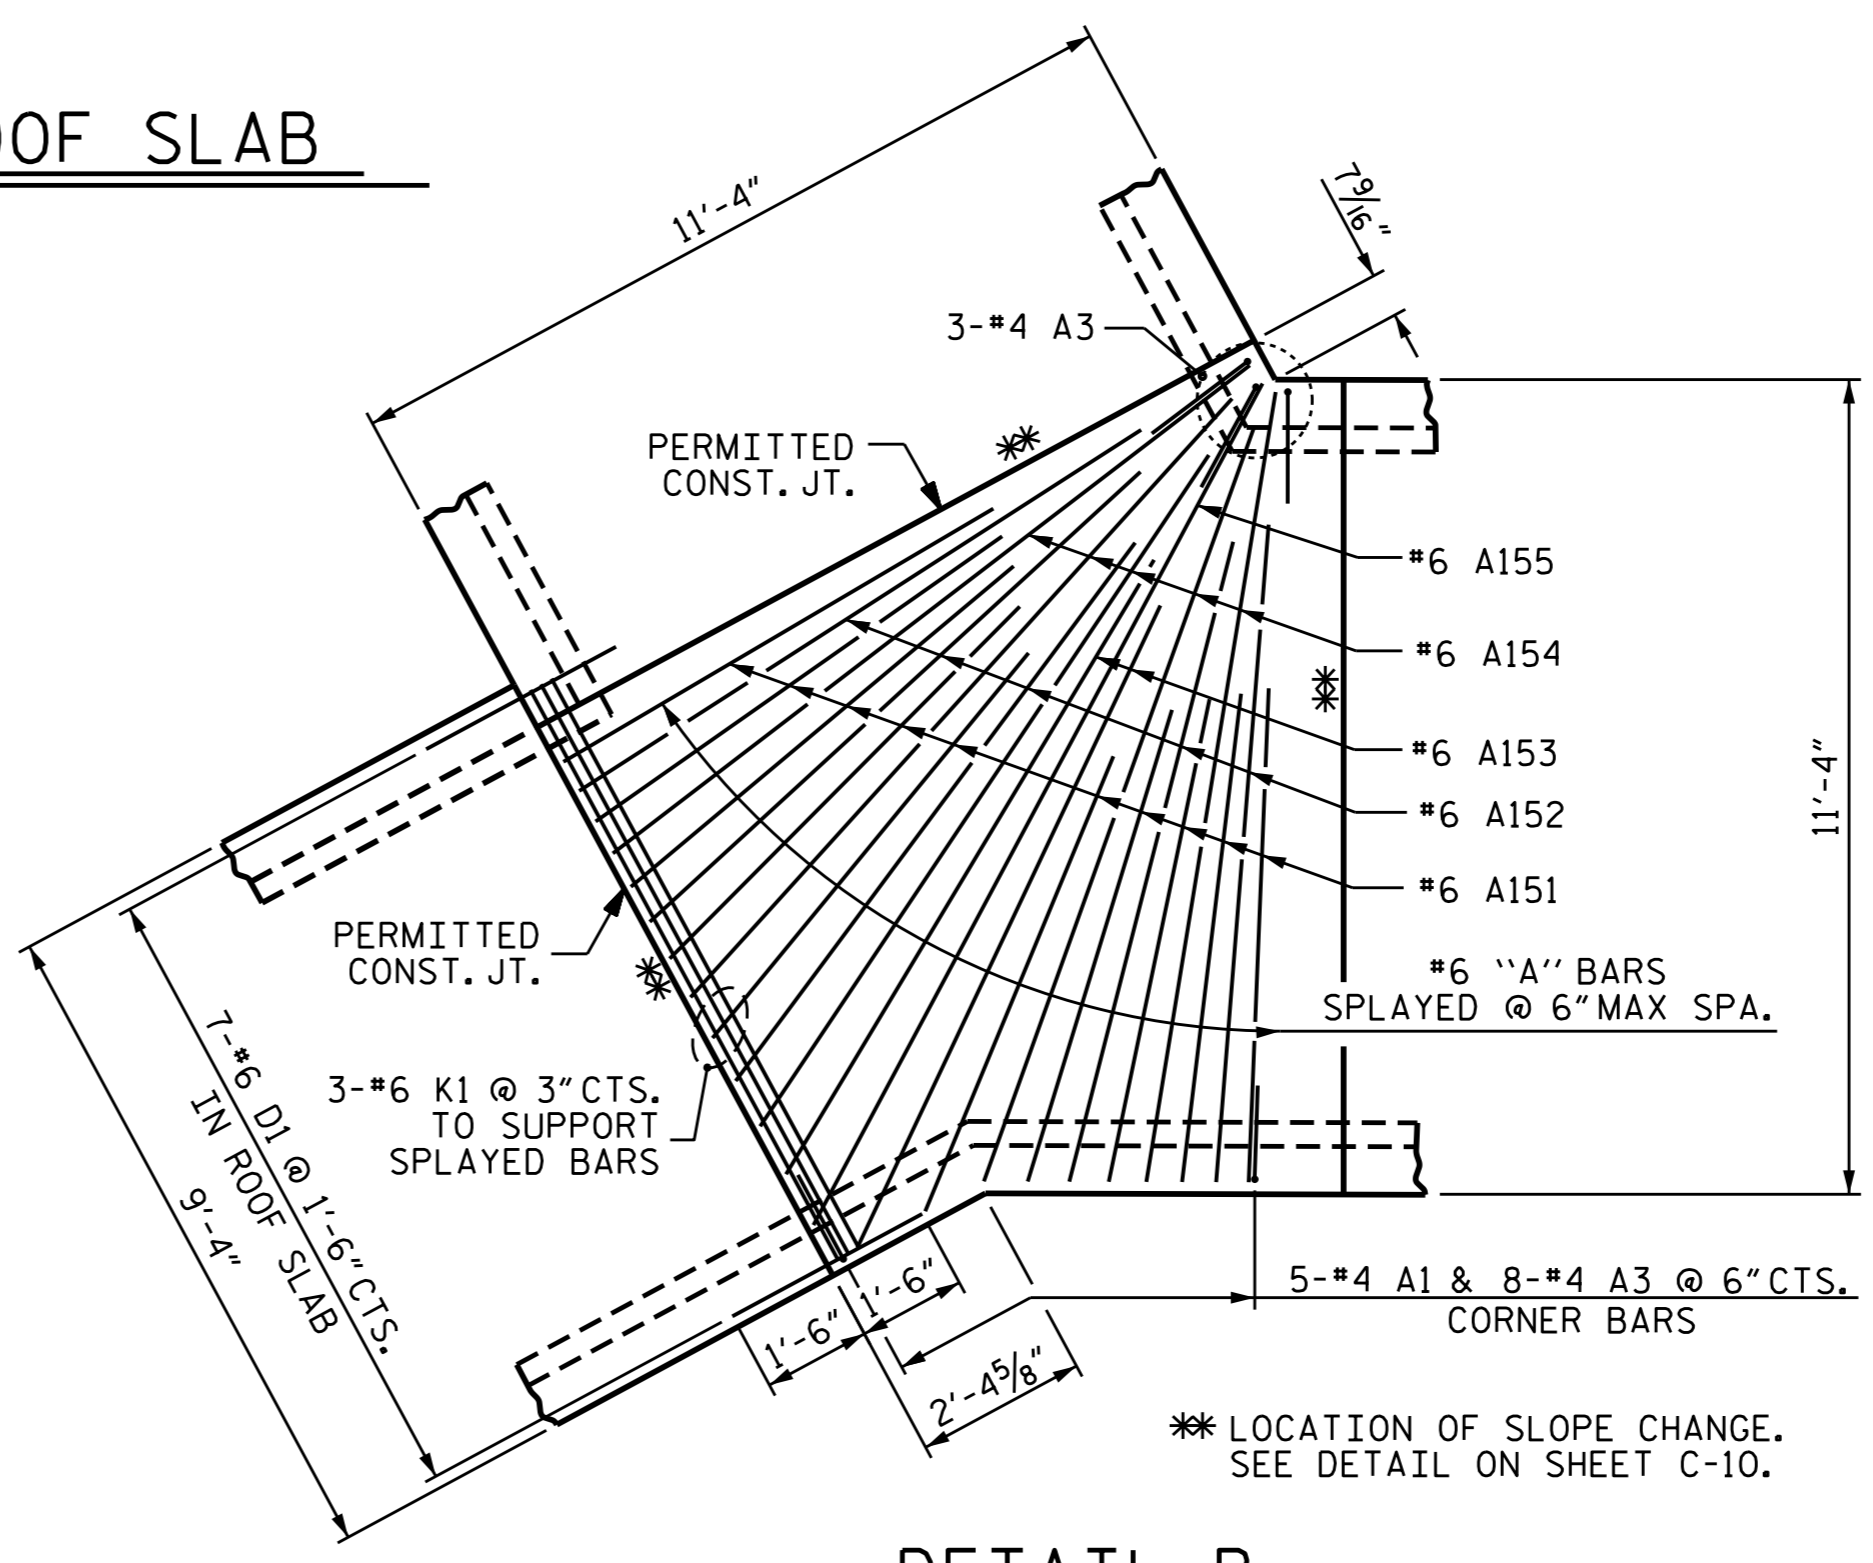 OOF SLAB
11'-4"
7 9/16"
3-#4 A3
PERMITTED
CONST. JT.
#6 A155
#6 A154
#6 A153
#6 A152
#6 A151
11'-4"
#6 ''A'' BARS
SPLAYED @ 6" MAX SPA.
PERMITTED
CONST. JT.
3-#6 K1 @ 3" CTS.
TO SUPPORT
SPLAYED BARS
7-#6 D1 @ 1'-6" CTS.
IN ROOF SLAB
9'-4"
1'-6"
1'-6"
2'-4 5/8"
5-#4 A1 & 8-#4 A3 @ 6" CTS.
CORNER BARS
** LOCATION OF SLOPE CHANGE.
SEE DETAIL ON SHEET C-10.